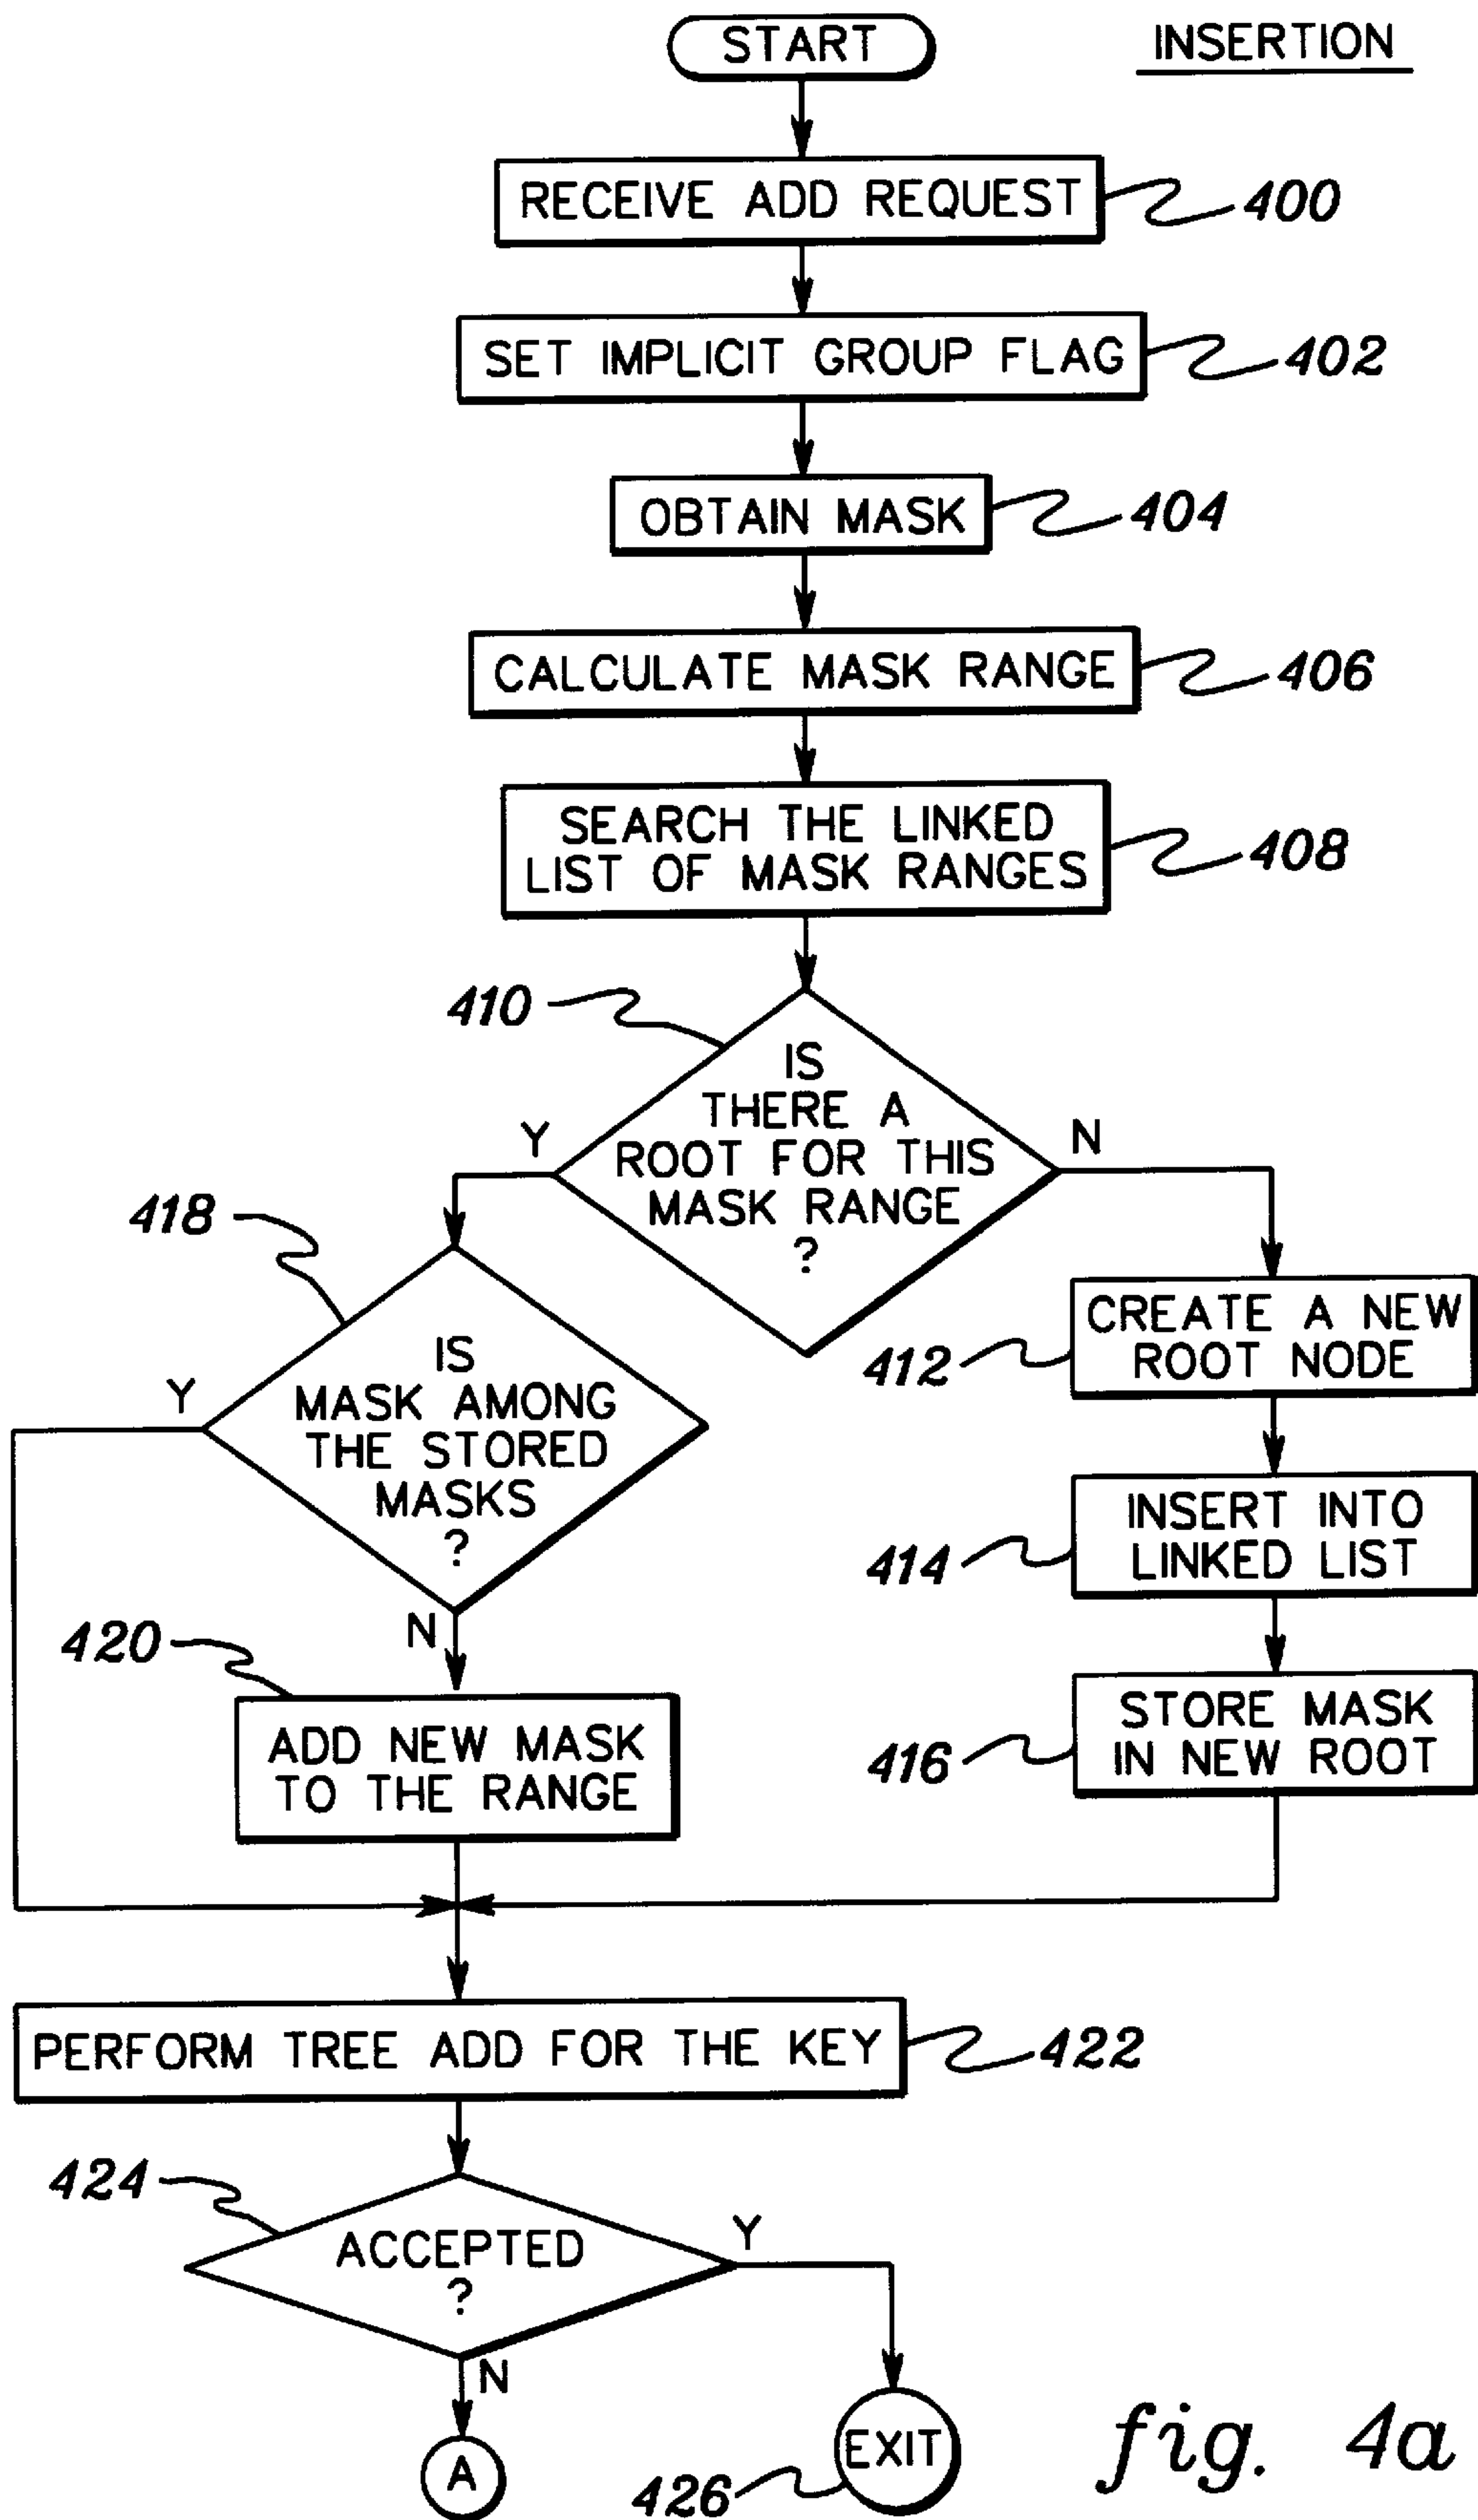 START
INSERTION
RECEIVE ADD REQUEST
400
SET IMPLICIT GROUP FLAG
402
OBTAIN MASK
404
CALCULATE MASK RANGE
406
SEARCH THE LINKED
LIST OF MASK RANGES
408
410
IS
THERE A
ROOT FOR THIS
MASK RANGE
?
Y
N
418
IS
MASK AMONG
THE STORED
MASKS
?
Y
N
412
CREATE A NEW
ROOT NODE
414
INSERT INTO
LINKED LIST
420
ADD NEW MASK
TO THE RANGE
416
STORE MASK
IN NEW ROOT
PERFORM TREE ADD FOR THE KEY
422
424
ACCEPTED
?
Y
N
A
EXIT
426
fig. 4a